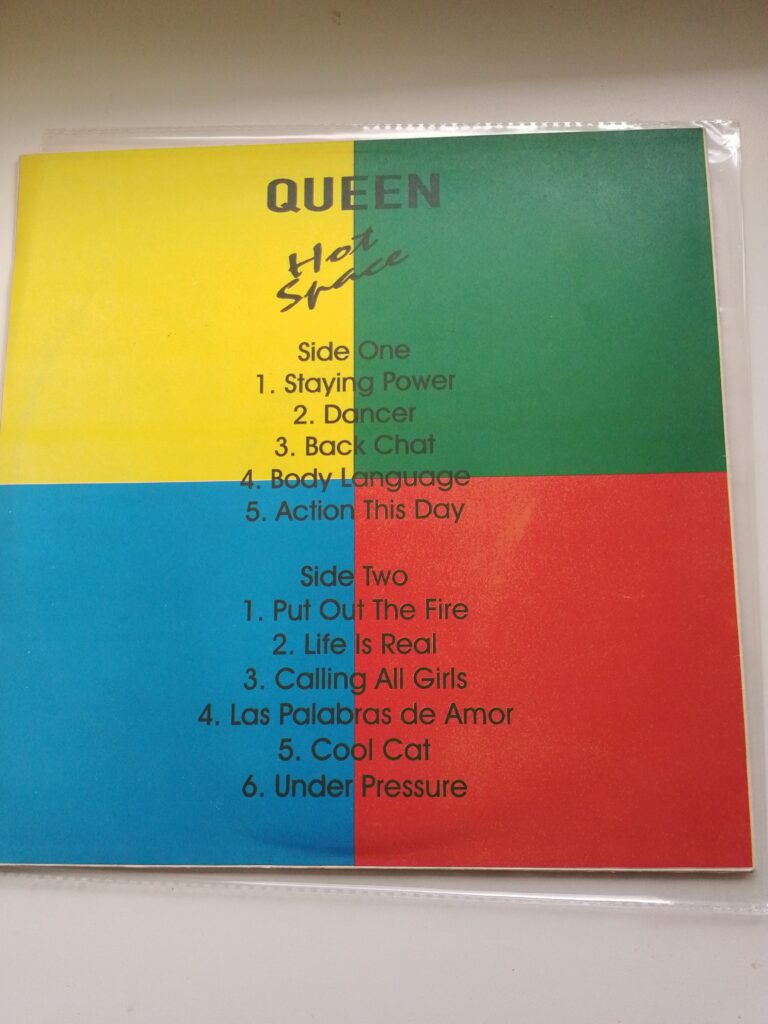 QUEEN
Hot
Space
Side One
1. Staying Power
2. Dancer
3. Back Chat
4. Body Language
5. Action This Day
Side Two
1. Put Out The Fire
2. Life Is Real
3. Calling All Girls
4. Las Palabras de Amor
5. Cool Cat
6. Under Pressure